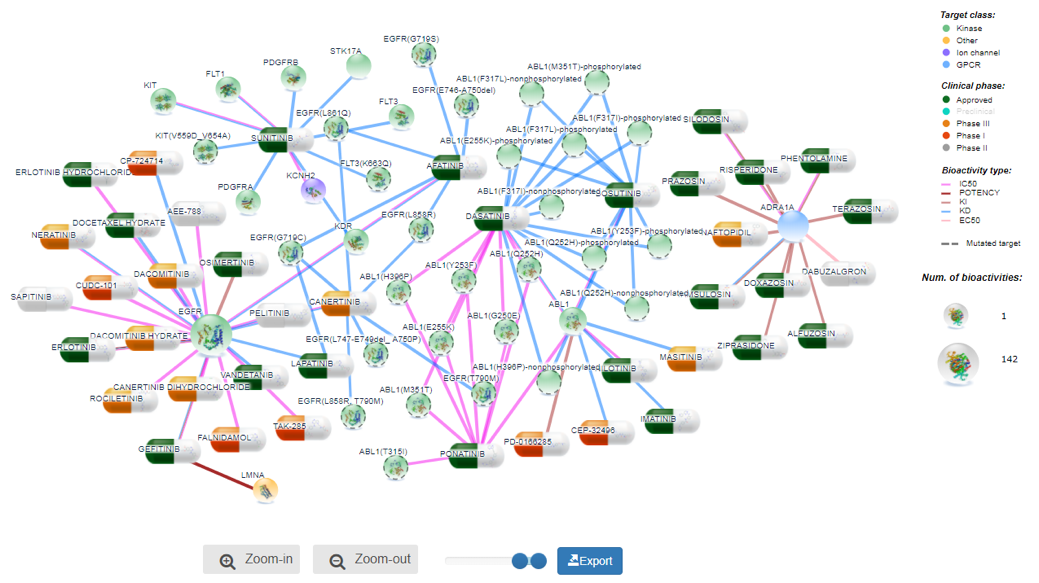 EGFR(G719S)
STK17A
PDGFRB
FLT1
KIT
ABL1(M351T)-phosphorylated
ABL1(F317L)-nonphosphorylated
EGFR(E746-A750del)
FLT3
EGFR(L861Q)
KIT(V559D_V654A)
SUNITINIB
ABL1(F317I)-phosphorylated
ABL1(F317L)-phosphorylated
ABL1(E255K)-phosphorylated
SILODOSIN
CP-724714
ERLOTINIB HYDROCHLORIDE
KCNH2
FLT3(K663Q)
AFATINIB
PHENTOLAMINE
RISPERIDONE
PRAZOSIN
PDGFRA
ABL1(F317I)-nonphosphorylated
BOSUTINIB
AEE-788
DOCETAXEL HYDRATE
NERATINIB
KDR
EGFR(L858R)
DASATINIB
ADRA1A
TERAZOSIN
ABL1(Y253F)-phosphorylated
NAFTOPIDIL
EGFR(G719C)
ABL1(Q252H)-phosphorylated
ABL1(Q252H)
OSIMERTINIB
DACOMITINIB
CUDC-101
SAPITINIB
ABL1(H396P)
ABL1(Y253F)
DABUZALGRON
DOXAZOSIN
CANERTINIB
ABL1(Q252H)-nonphosphorylated
ABL1
EGFR
PELITINIB
ABL1(G250E)
ABL1(E255K)
DACOMITINIB HYDRATE
ERLOTINIB
EGFR(L747-E749del_A750P)
ALFUZOSIN
ZIPRASIDONE
MASITINIB
LAPATINIB
VANDETANIB
ABL1(H396P)-nonphosphorylated
EGFR(T790M)
CANERTINIB DIHYDROCHLORIDE
ROCILETINIB
ABL1(M351T)
EGFR(L858R_T790M)
IMATINIB
TAK-285
FALNIDAMOL
CEP-32496
PD-0166285
GEFITINIB
ABL1(T315I)
PONATINIB
LMNA
Target class:
Kinase
Other
Ion channel
GPCR
Clinical phase:
Approved
Preclinical
Phase III
Phase I
Phase II
Bioactivity type:
IC50
POTENCY
KI
KD
EC50
Mutated target
Num. of bioactivities:
1
142
Zoom-in
Zoom-out
Export